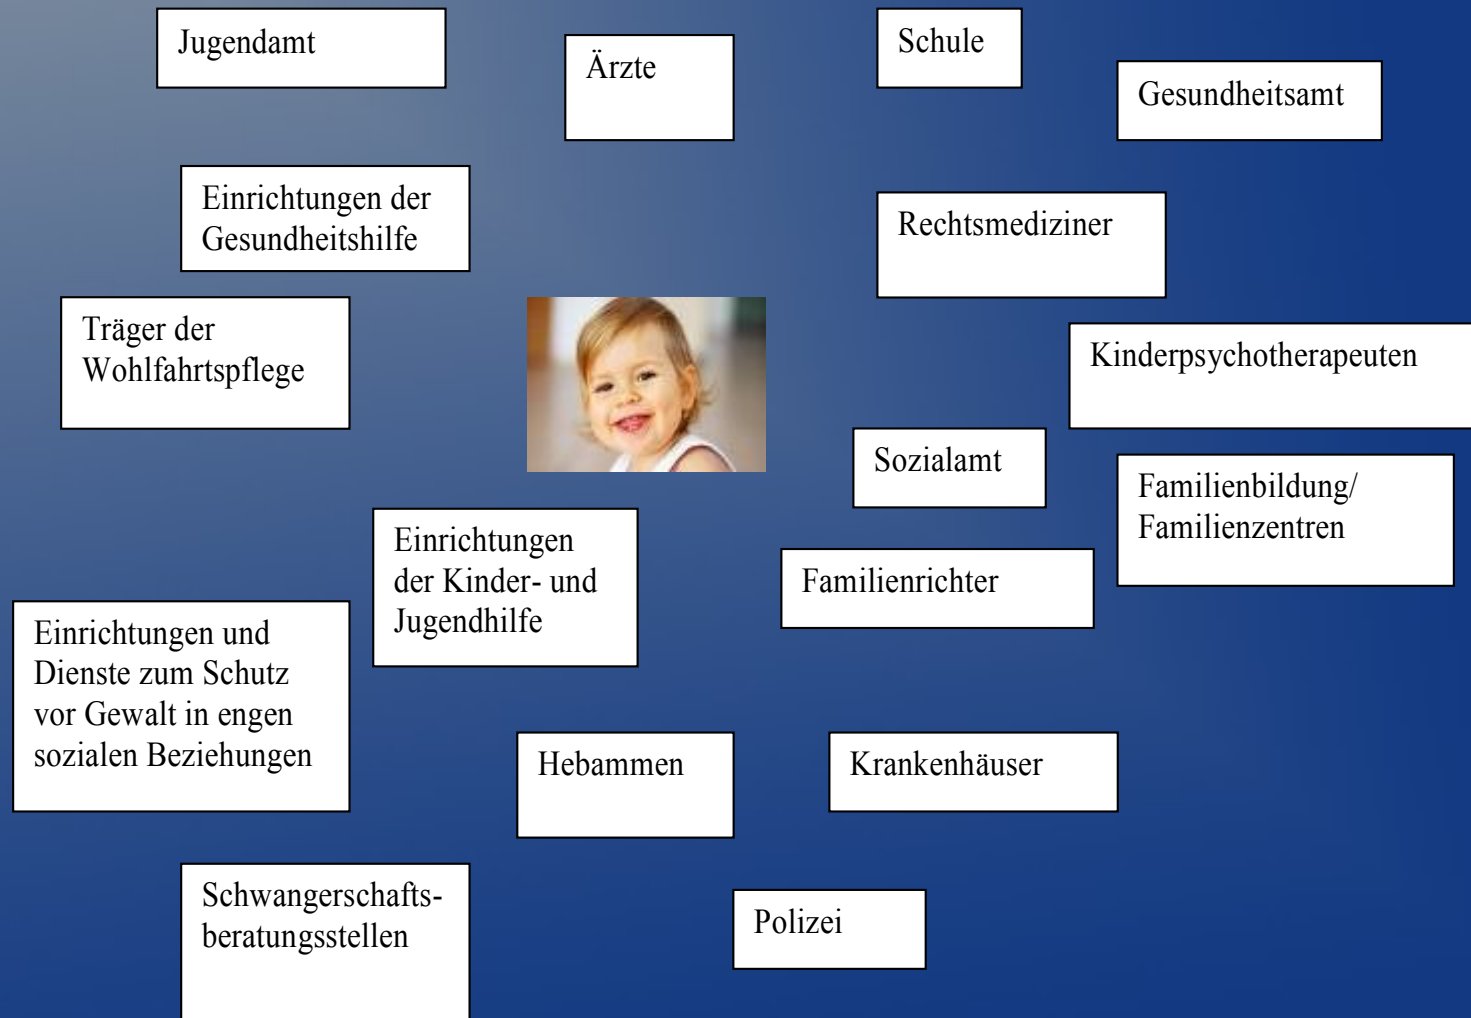 Jugendamt
Ärzte
Schule
Gesundheitsamt
Einrichtungen der
Gesundheitshilfe
Rechtsmediziner
Träger der
Wohlfahrtspflege
Kinderpsychotherapeuten
Sozialamt
Familienbildung/
Familienzentren
Einrichtungen
der Kinder- und
Jugendhilfe
Familienrichter
Einrichtungen und
Dienste zum Schutz
vor Gewalt in engen
sozialen Beziehungen
Hebammen
Krankenhäuser
Schwangerschafts-
beratungsstellen
Polizei